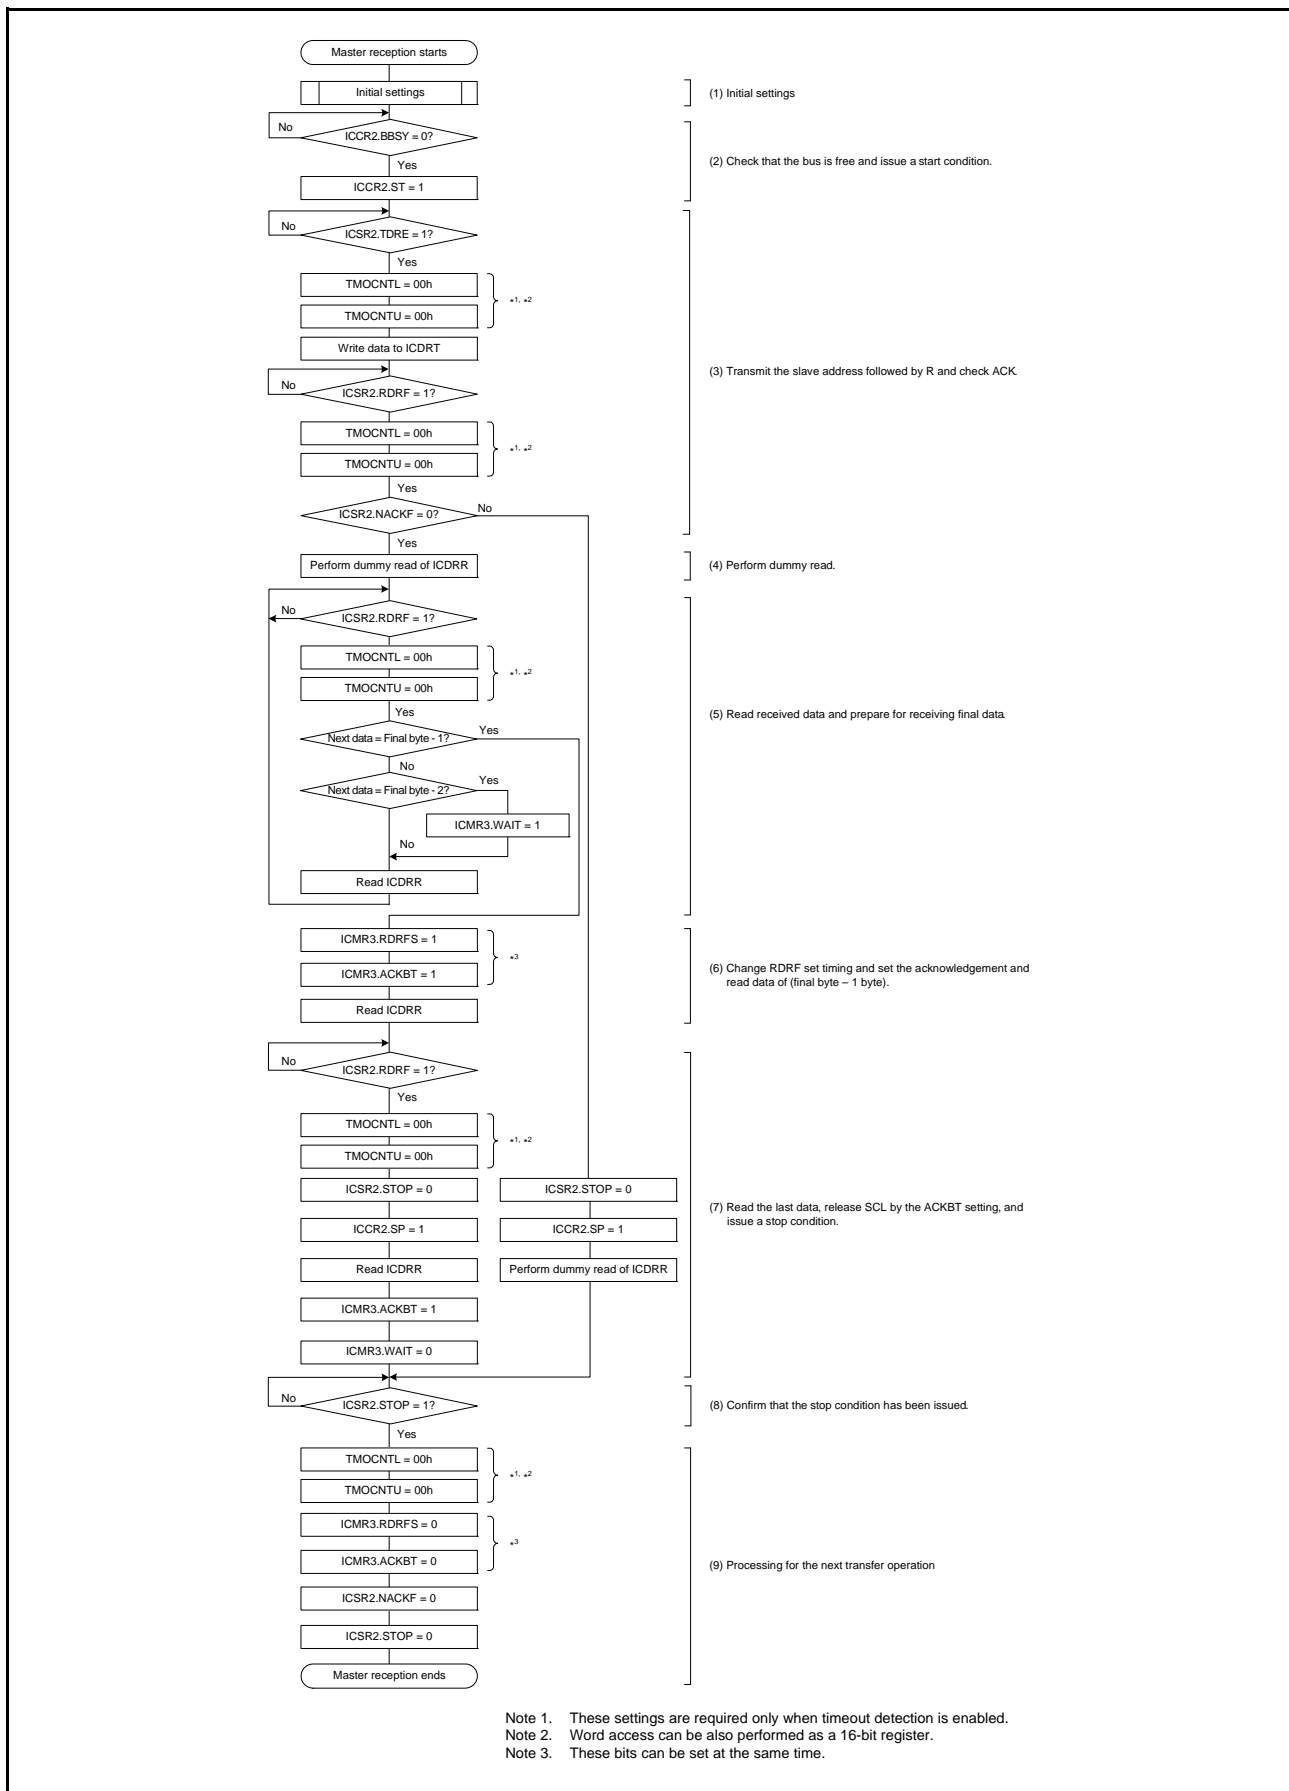 Master reception starts
Initial settings
(1) Initial settings
No
ICCR2.BBSY = 0?
Yes
(2) Check that the bus is free and issue a start condition.
ICCR2.ST = 1
No
ICSR2.TDRE = 1?
Yes
TMOCNTL = 00h
*1, *2
TMOCNTU = 00h
Write data to ICDRT
(3) Transmit the slave address followed by R and check ACK.
No
ICSR2.RDRF = 1?
TMOCNTL = 00h
*1, *2
TMOCNTU = 00h
Yes
ICSR2.NACKF = 0?
No
Yes
Perform dummy read of ICDRR
(4) Perform dummy read.
No
ICSR2.RDRF = 1?
TMOCNTL = 00h
*1, *2
TMOCNTU = 00h
Yes
(5) Read received data and prepare for receiving final data.
Next data = Final byte - 1?
Yes
No
Next data = Final byte - 2?
Yes
ICMR3.WAIT = 1
No
Read ICDRR
ICMR3.RDRFS = 1
*3
ICMR3.ACKBT = 1
(6) Change RDRF set timing and set the acknowledgement and
read data of (final byte – 1 byte).
Read ICDRR
No
ICSR2.RDRF = 1?
Yes
TMOCNTL = 00h
*1, *2
TMOCNTU = 00h
ICSR2.STOP = 0
ICSR2.STOP = 0
(7) Read the last data, release SCL by the ACKBT setting, and
issue a stop condition.
ICCR2.SP = 1
ICCR2.SP = 1
Read ICDRR
Perform dummy read of ICDRR
ICMR3.ACKBT = 1
ICMR3.WAIT = 0
No
ICSR2.STOP = 1?
(8) Confirm that the stop condition has been issued.
Yes
TMOCNTL = 00h
*1, *2
TMOCNTU = 00h
ICMR3.RDRFS = 0
*3
ICMR3.ACKBT = 0
(9) Processing for the next transfer operation
ICSR2.NACKF = 0
ICSR2.STOP = 0
Master reception ends
Note 1. These settings are required only when timeout detection is enabled.
Note 2. Word access can be also performed as a 16-bit register.
Note 3. These bits can be set at the same time.